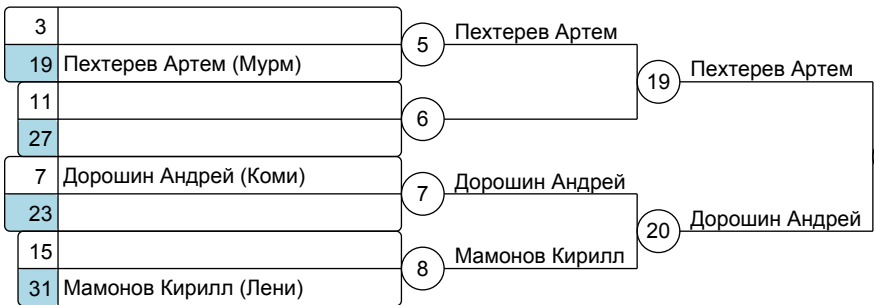 3
19 Пехтерев Артем (Мурм)
11
27
7 Дорошин Андрей (Коми)
23
15
31 Мамонов Кирилл (Лени)
5 Пехтерев Артем
6
7 Дорошин Андрей
8 Мамонов Кирилл
19 Пехтерев Артем
20 Дорошин Андрей